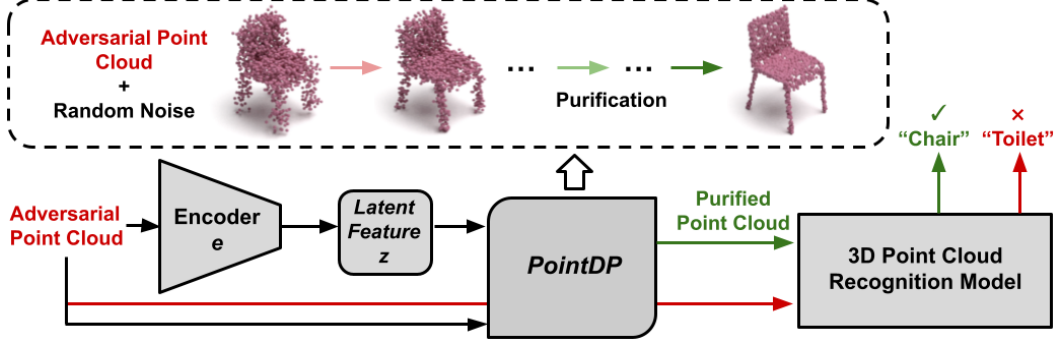 Adversarial Point
Cloud
+
Random Noise
... ...
Purification
✓ ×
“Chair” “Toilet”
Adversarial
Point Cloud
Encoder
e
Latent
Feature
z
PointDP
Purified
Point Cloud
3D Point Cloud
Recognition Model